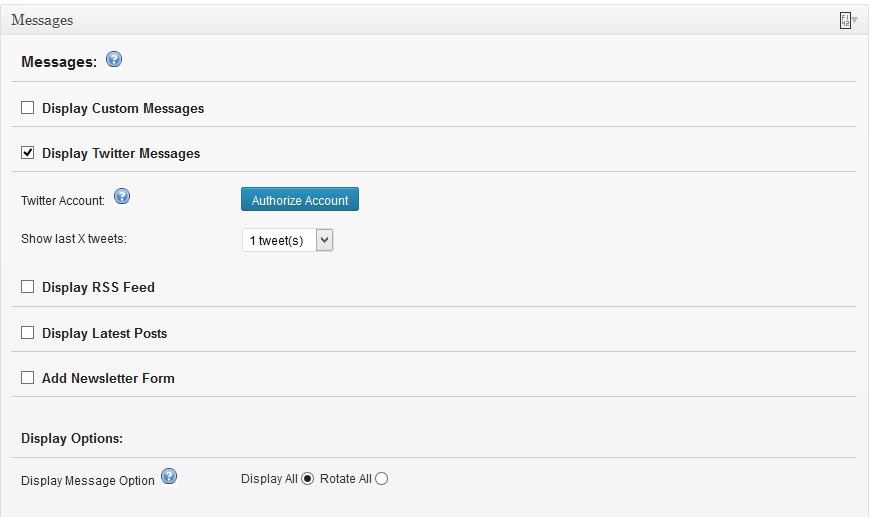 Messages
Messages:
Display Custom Messages
Display Twitter Messages
Twitter Account: Authorize Account
Show last X tweets: 1 tweet(s)
Display RSS Feed
Display Latest Posts
Add Newsletter Form
Display Options:
Display Message Option Display All Rotate All